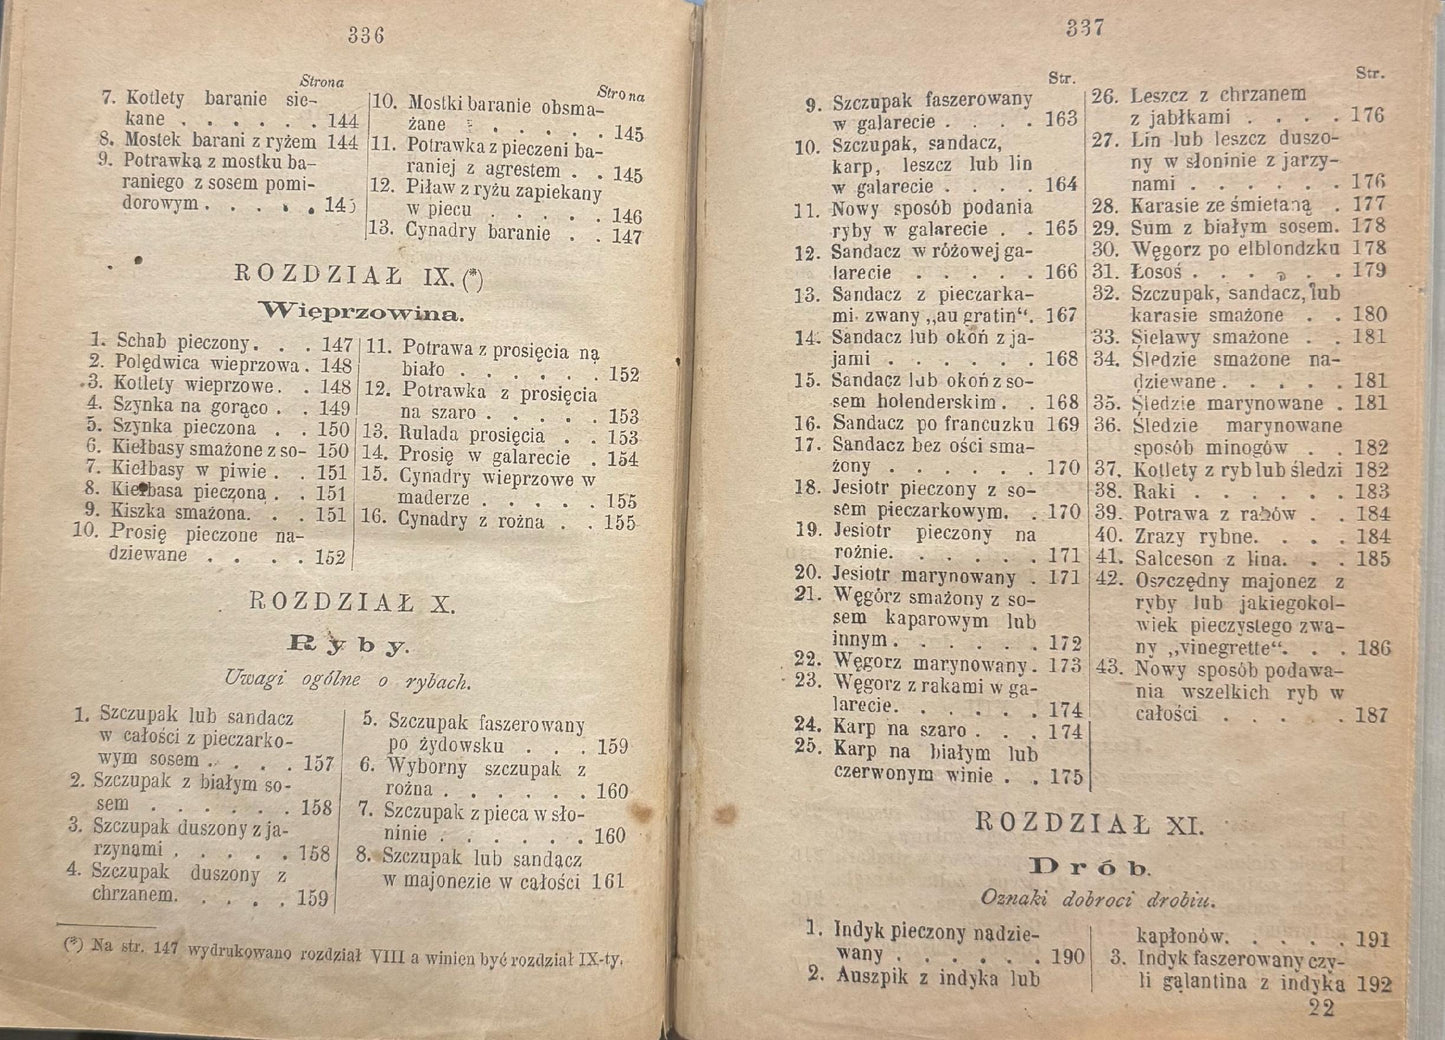 336
Strona
7. Kotlety baranie sie-
kane . . . . . . 144
8. Mostek barani z ryżem 144
9. Potrawka z mostku ba-
raniego z sosem pomi-
dorowym . . . . . 145
Strona
10. Mostki baranie obsma-
żane . . . . . . 145
11. Potrawka z pieczeni ba-
raniej z agrestem . . 145
12. Piław z ryżu zapiekany
w piecu . . . . . 146
13. Cynadry baranie . . 147
ROZDZIAŁ IX. (*)
Wieprzowina.
1. Schab pieczony. . . 147
2. Polędwica wieprzowa . 148
3. Kotlety wieprzowe. . 148
4. Szynka na gorąco . . 149
5. Szynka pieczona . . 150
6. Kiełbasy smażone z so- 150
7. Kiełbasy w piwie . . 151
8. Kiełbasa pieczona . . 151
9. Kiszka smażona. . . 151
10. Prosię pieczone na-
dziewane . . . . 152
11. Potrawa z prosięcia na
biało . . . . . . 152
12. Potrawka z prosięcia
na szaro . . . . . 153
13. Rulada prosięcia . . 153
14. Prosię w galarecie . 154
15. Cynadry wieprzowe w
maderze . . . . . 155
16. Cynadry z rożna . . 155
ROZDZIAŁ X.
Ryby.
Uwagi ogólne o rybach.
1. Szczupak lub sandacz
w całości z pieczarko-
wym sosem . . . . 157
2. Szczupak z białym so-
sem . . . . . . 158
3. Szczupak duszony z ja-
rzynami . . . . . 158
4. Szczupak duszony z
chrzanem. . . . . 159
5. Szczupak faszerowany
po żydowsku . . . 159
6. Wyborny szczupak z
rożna . . . . . . 160
7. Szczupak z pieca w sło-
ninie . . . . . . 160
8. Szczupak lub sandacz
w majonezie w całości 161
(*) Na str. 147 wydrukowano rozdział VIII a winien być rozdział IX-ty.
337
Str.
9. Szczupak faszerowany
w galarecie . . . . 163
10. Szczupak, sandacz,
karp, leszcz lub lin
w galarecie . . . . 164
11. Nowy sposób podania
ryby w galarecie . . 165
12. Sandacz w różowej ga-
larecie . . . . . 166
13. Sandacz z pieczarka-
mi zwany „au gratin“. 167
14. Sandacz lub okoń z ja-
jami . . . . . . 168
15. Sandacz lub okoń z so-
sem holenderskim. . 168
16. Sandacz po francuzku 169
17. Sandacz bez ości sma-
żony . . . . . . 170
18. Jesiotr pieczony z so-
sem pieczarkowym. . 170
19. Jesiotr pieczony na
rożnie. . . . . . 171
20. Jesiotr marynowany . 171
21. Węgorz smażony z so-
sem kaparowym lub
innym . . . . . . 172
22. Węgorz marynowany . 173
23. Węgorz z rakami w ga-
larecie. . . . . . 174
24. Karp na szaro . . . 174
25. Karp na białym lub
czerwonym winie . . 175
Str.
26. Leszcz z chrzanem
z jabłkami . . . . 176
27. Lin lub leszcz duszo-
ny w słoninie z jarzy-
nami . . . . . . 176
28. Karasie ze śmietaną . 177
29. Sum z białym sosem. 178
30. Węgorz po elblondzku 178
31. Łosoś . . . . . . 179
32. Szczupak, sandacz, lub
karasie smażone . . 180
33. Sielawy smażone . . 181
34. Śledzie smażone na-
dziewane . . . . . 181
35. Śledzie marynowane . 181
36. Śledzie marynowane
sposób minogów . . 182
37. Kotlety z ryb lub śledzi 182
38. Raki . . . . . . 183
39. Potrawa z raków . . 184
40. Zrazy rybne. . . . 184
41. Salceson z lina. . . 185
42. Oszczędny majonez z
ryby lub jakiegokol-
wiek pieczystego zwa-
ny „vinegrette“. . . 186
43. Nowy sposób podawa-
nia wszelkich ryb w
całości . . . . . 187
ROZDZIAŁ XI.
Drób.
Oznaki dobroci drobiu.
1. Indyk pieczony nadzie-
wany . . . . . . 190
2. Auszpik z indyka lub
kapłonów. . . . . 191
3. Indyk faszerowany czy-
li galantina z indyka 192
22